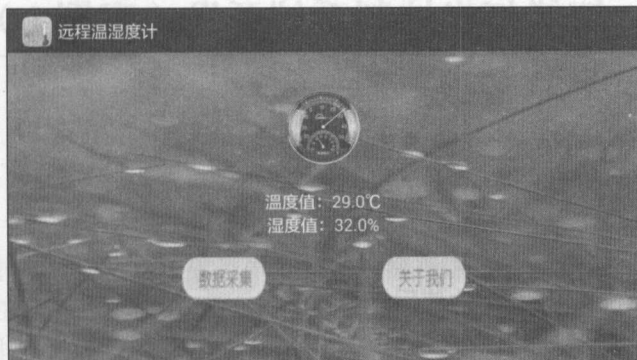 远程温湿度计
温度值：29.0℃
湿度值：32.0%
数据采集
关于我们